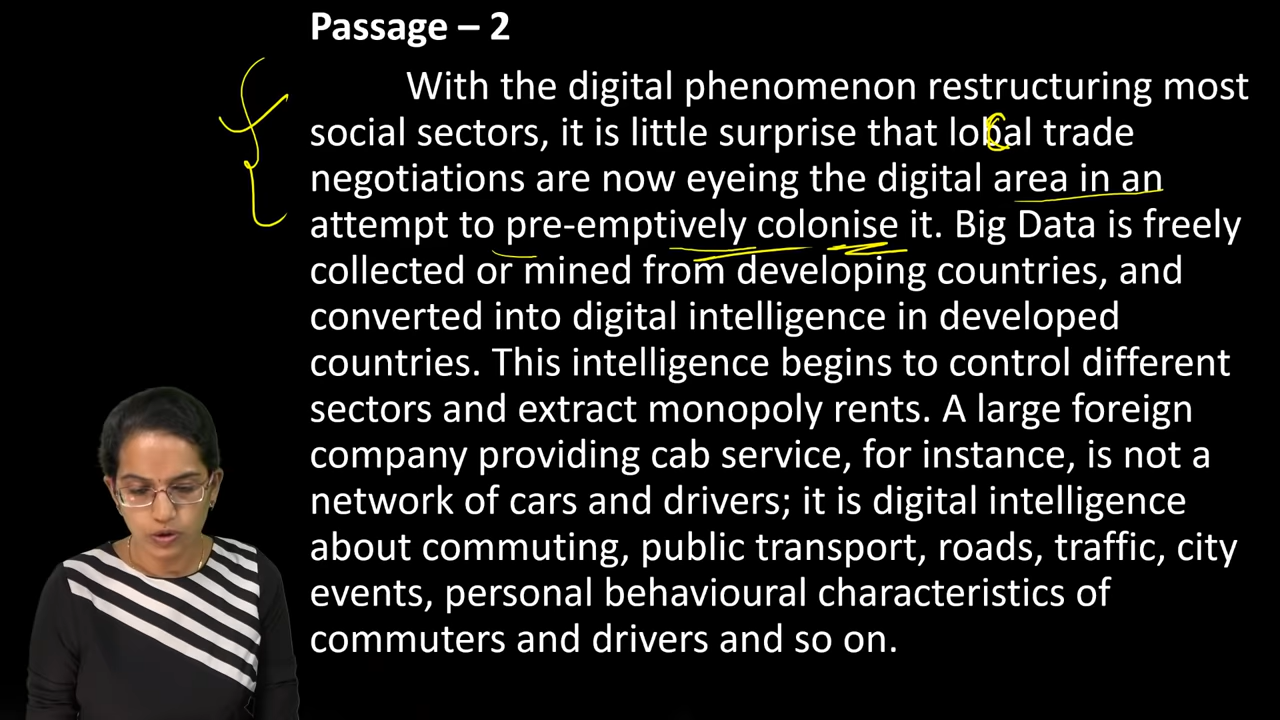 Passage – 2
With the digital phenomenon restructuring most
social sectors, it is little surprise that lobal trade
negotiations are now eyeing the digital area in an
attempt to pre-emptively colonise it. Big Data is freely
collected or mined from developing countries, and
converted into digital intelligence in developed
countries. This intelligence begins to control different
sectors and extract monopoly rents. A large foreign
company providing cab service, for instance, is not a
network of cars and drivers; it is digital intelligence
about commuting, public transport, roads, traffic, city
events, personal behavioural characteristics of
commuters and drivers and so on.